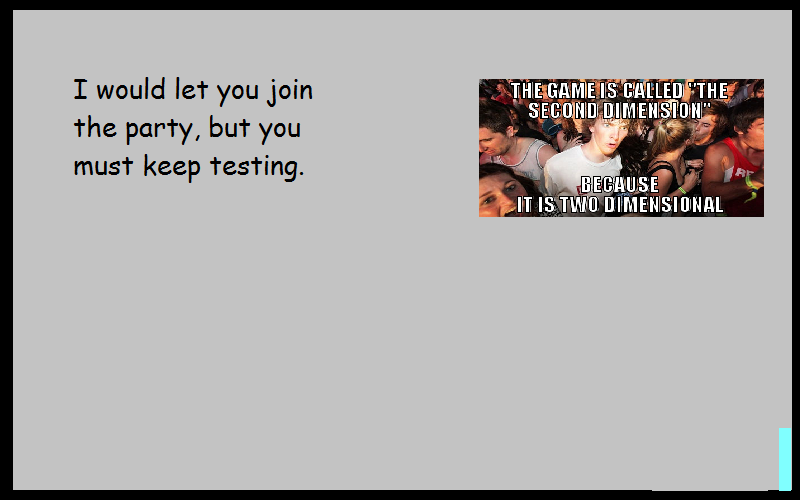 I would let you join
the party, but you
must keep testing.
THE GAME IS CALLED "THE
SECOND DIMENSION"
BECAUSE
IT IS TWO DIMENSIONAL